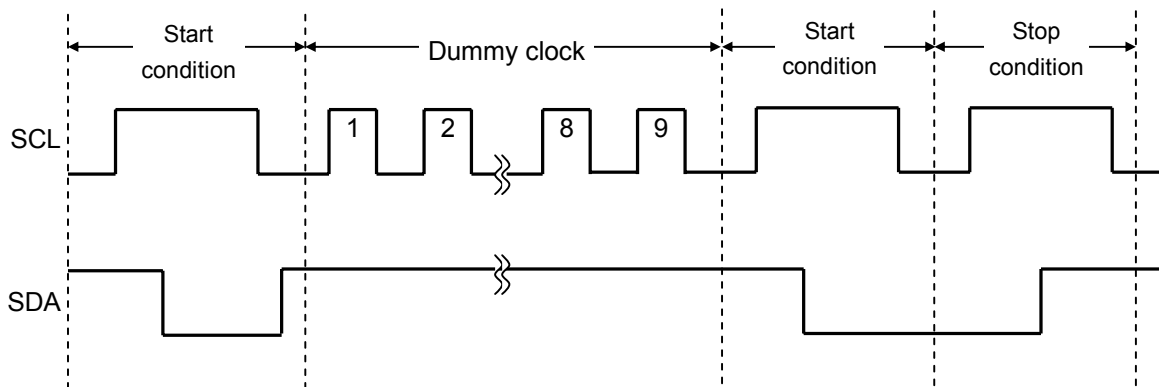 Start
condition
Dummy clock
Start
condition
Stop
condition
SCL
1 2 8 9
SDA